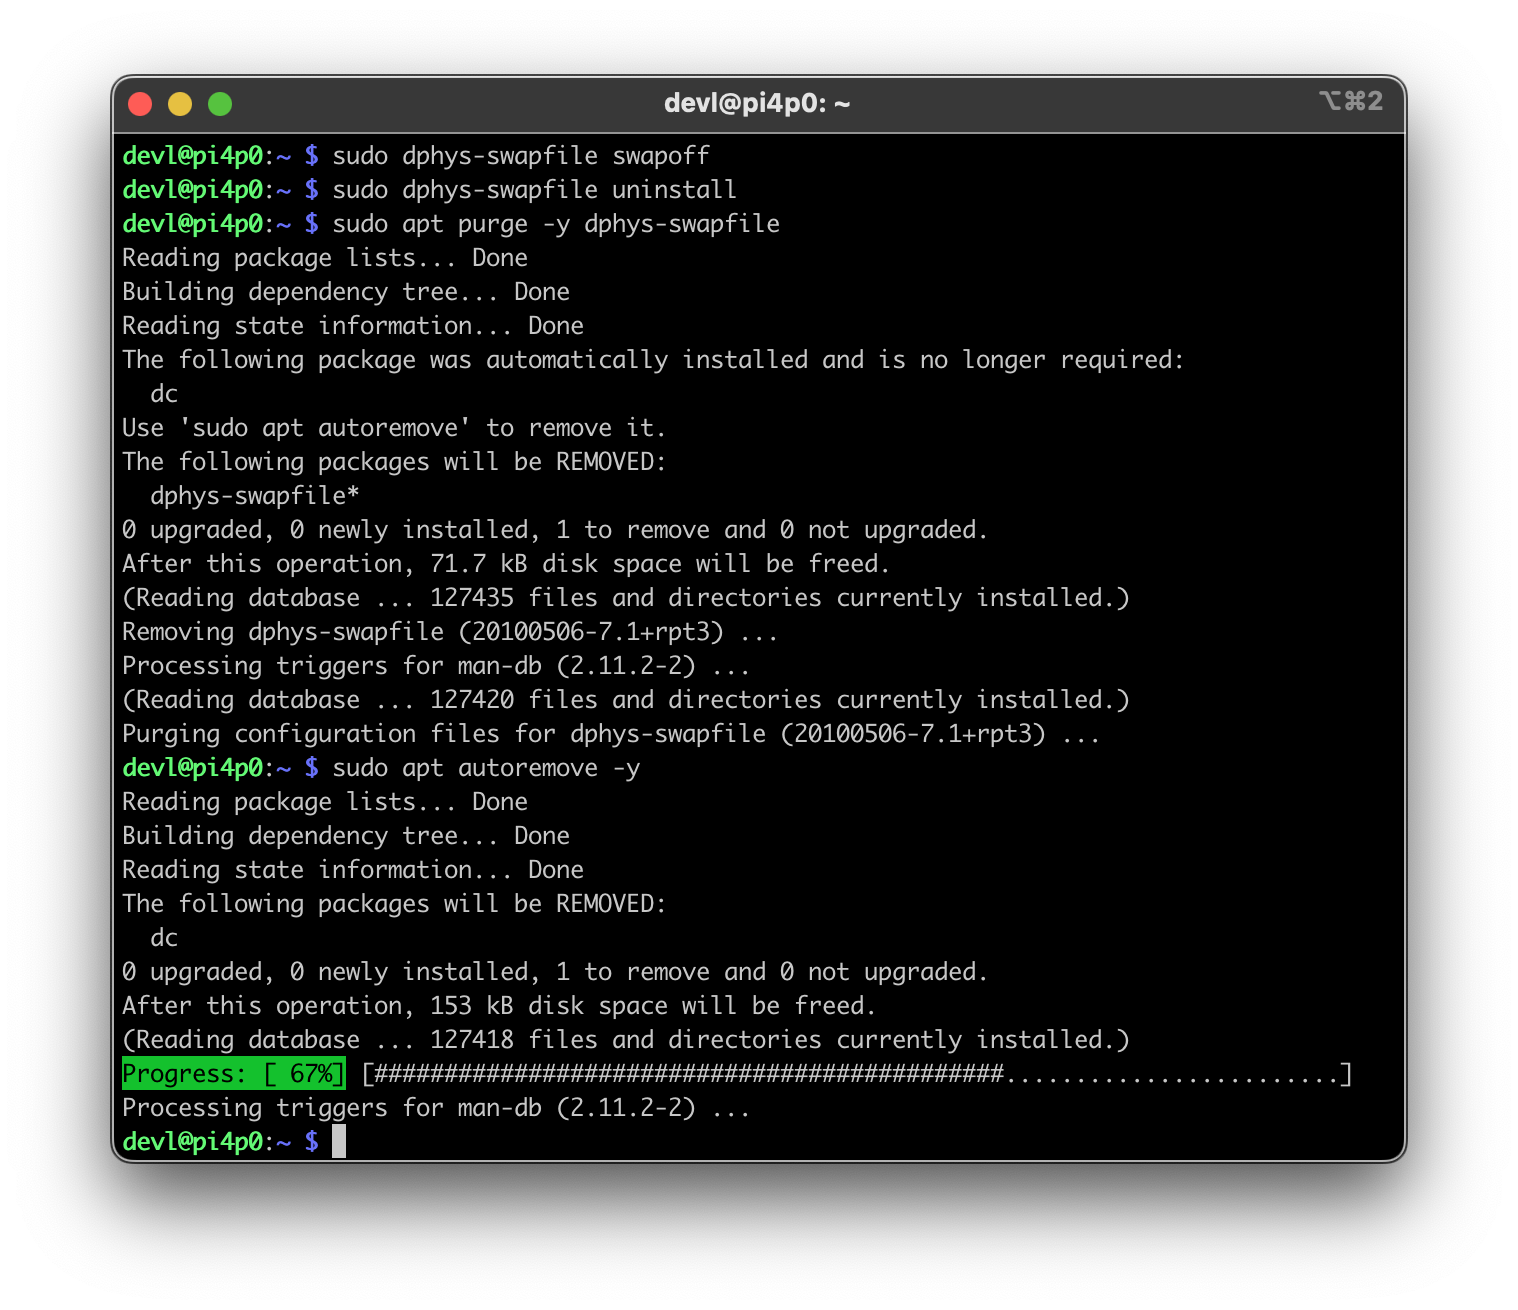 devl@pi4p0: ~
⌥⌘2
devl@pi4p0:~ $ sudo dphys-swapfile swapoff
devl@pi4p0:~ $ sudo dphys-swapfile uninstall
devl@pi4p0:~ $ sudo apt purge -y dphys-swapfile
Reading package lists... Done
Building dependency tree... Done
Reading state information... Done
The following package was automatically installed and is no longer required:
  dc
Use 'sudo apt autoremove' to remove it.
The following packages will be REMOVED:
  dphys-swapfile*
0 upgraded, 0 newly installed, 1 to remove and 0 not upgraded.
After this operation, 71.7 kB disk space will be freed.
(Reading database ... 127435 files and directories currently installed.)
Removing dphys-swapfile (20100506-7.1+rpt3) ...
Processing triggers for man-db (2.11.2-2) ...
(Reading database ... 127420 files and directories currently installed.)
Purging configuration files for dphys-swapfile (20100506-7.1+rpt3) ...
devl@pi4p0:~ $ sudo apt autoremove -y
Reading package lists... Done
Building dependency tree... Done
Reading state information... Done
The following packages will be REMOVED:
  dc
0 upgraded, 0 newly installed, 1 to remove and 0 not upgraded.
After this operation, 153 kB disk space will be freed.
(Reading database ... 127418 files and directories currently installed.)
Progress: [ 67%] [#############################################........................]
Processing triggers for man-db (2.11.2-2) ...
devl@pi4p0:~ $